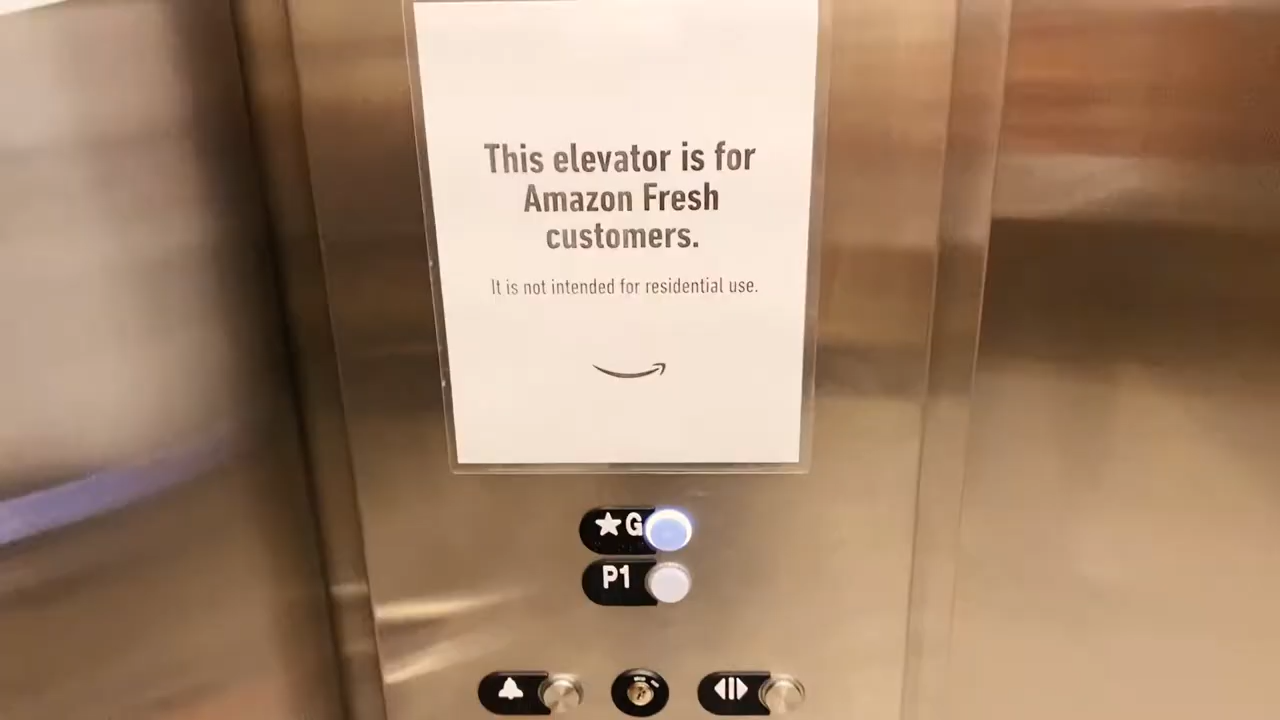 This elevator is for
Amazon Fresh
customers.
It is not intended for residential use.
★G
P1